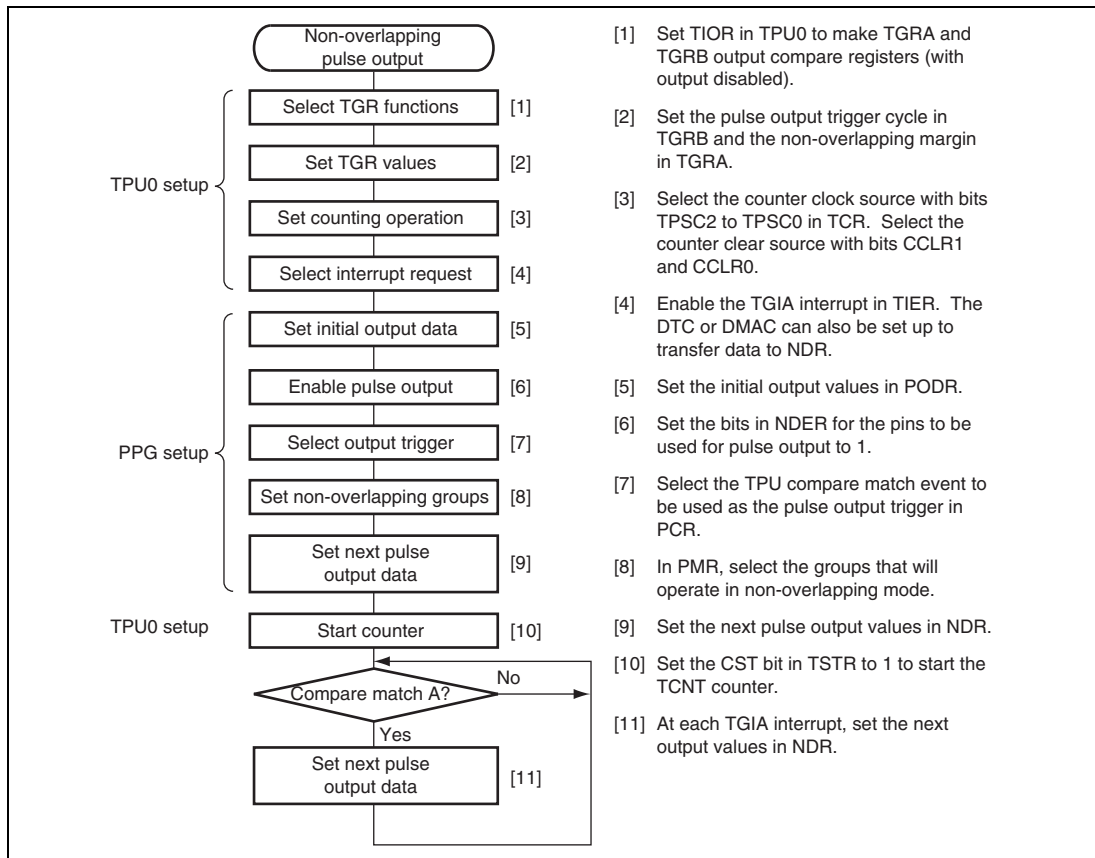 Non-overlapping
pulse output
Select TGR functions [1]
Set TGR values [2]
TPU0 setup
Set counting operation [3]
Select interrupt request [4]
Set initial output data [5]
Enable pulse output [6]
Select output trigger [7]
PPG setup
Set non-overlapping groups [8]
Set next pulse
output data
[9]
TPU0 setup
Start counter [10]
Compare match A?
No
Yes
Set next pulse
output data
[11]
[1] Set TIOR in TPU0 to make TGRA and
TGRB output compare registers (with
output disabled).
[2] Set the pulse output trigger cycle in
TGRB and the non-overlapping margin
in TGRA.
[3] Select the counter clock source with bits
TPSC2 to TPSC0 in TCR. Select the
counter clear source with bits CCLR1
and CCLR0.
[4] Enable the TGIA interrupt in TIER. The
DTC or DMAC can also be set up to
transfer data to NDR.
[5] Set the initial output values in PODR.
[6] Set the bits in NDER for the pins to be
used for pulse output to 1.
[7] Select the TPU compare match event to
be used as the pulse output trigger in
PCR.
[8] In PMR, select the groups that will
operate in non-overlapping mode.
[9] Set the next pulse output values in NDR.
[10] Set the CST bit in TSTR to 1 to start the
TCNT counter.
[11] At each TGIA interrupt, set the next
output values in NDR.